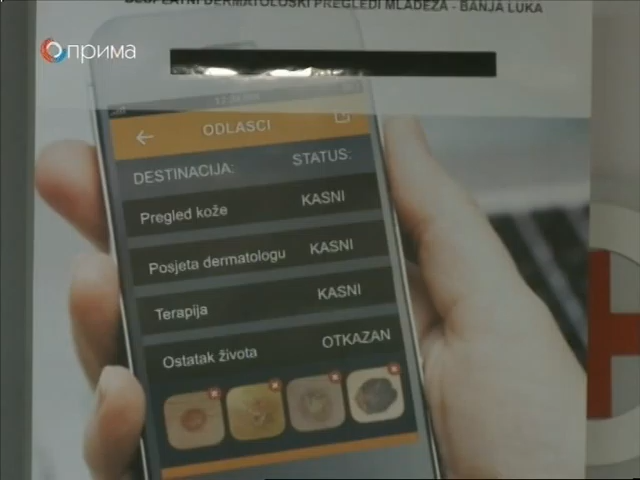 BESPLATNI DERMATOLOŠKI PREGLEDI MLADEŽA - BANJA LUKA
прима
ODLASCI
DESTINACIJA: STATUS:
Pregled kože KASNI
Posjeta dermatologu KASNI
Terapija KASNI
Ostatak života OTKAZAN